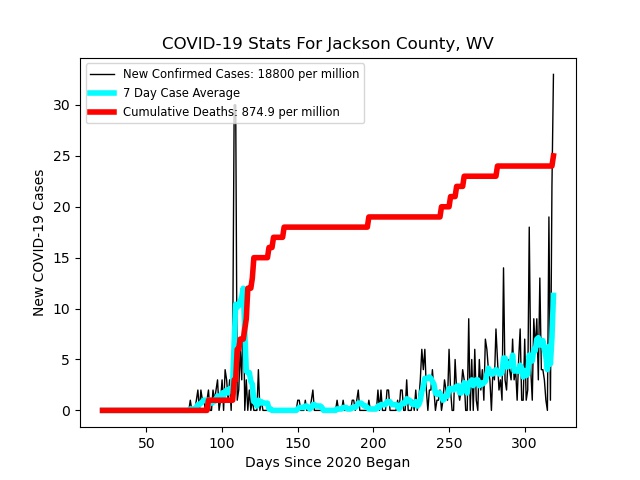 COVID-19 Stats For Jackson County, WV
New Confirmed Cases: 18800 per million
7 Day Case Average
Cumulative Deaths: 874.9 per million
New COVID-19 Cases
30
25
20
15
10
5
0
50
100
150
200
250
300
Days Since 2020 Began